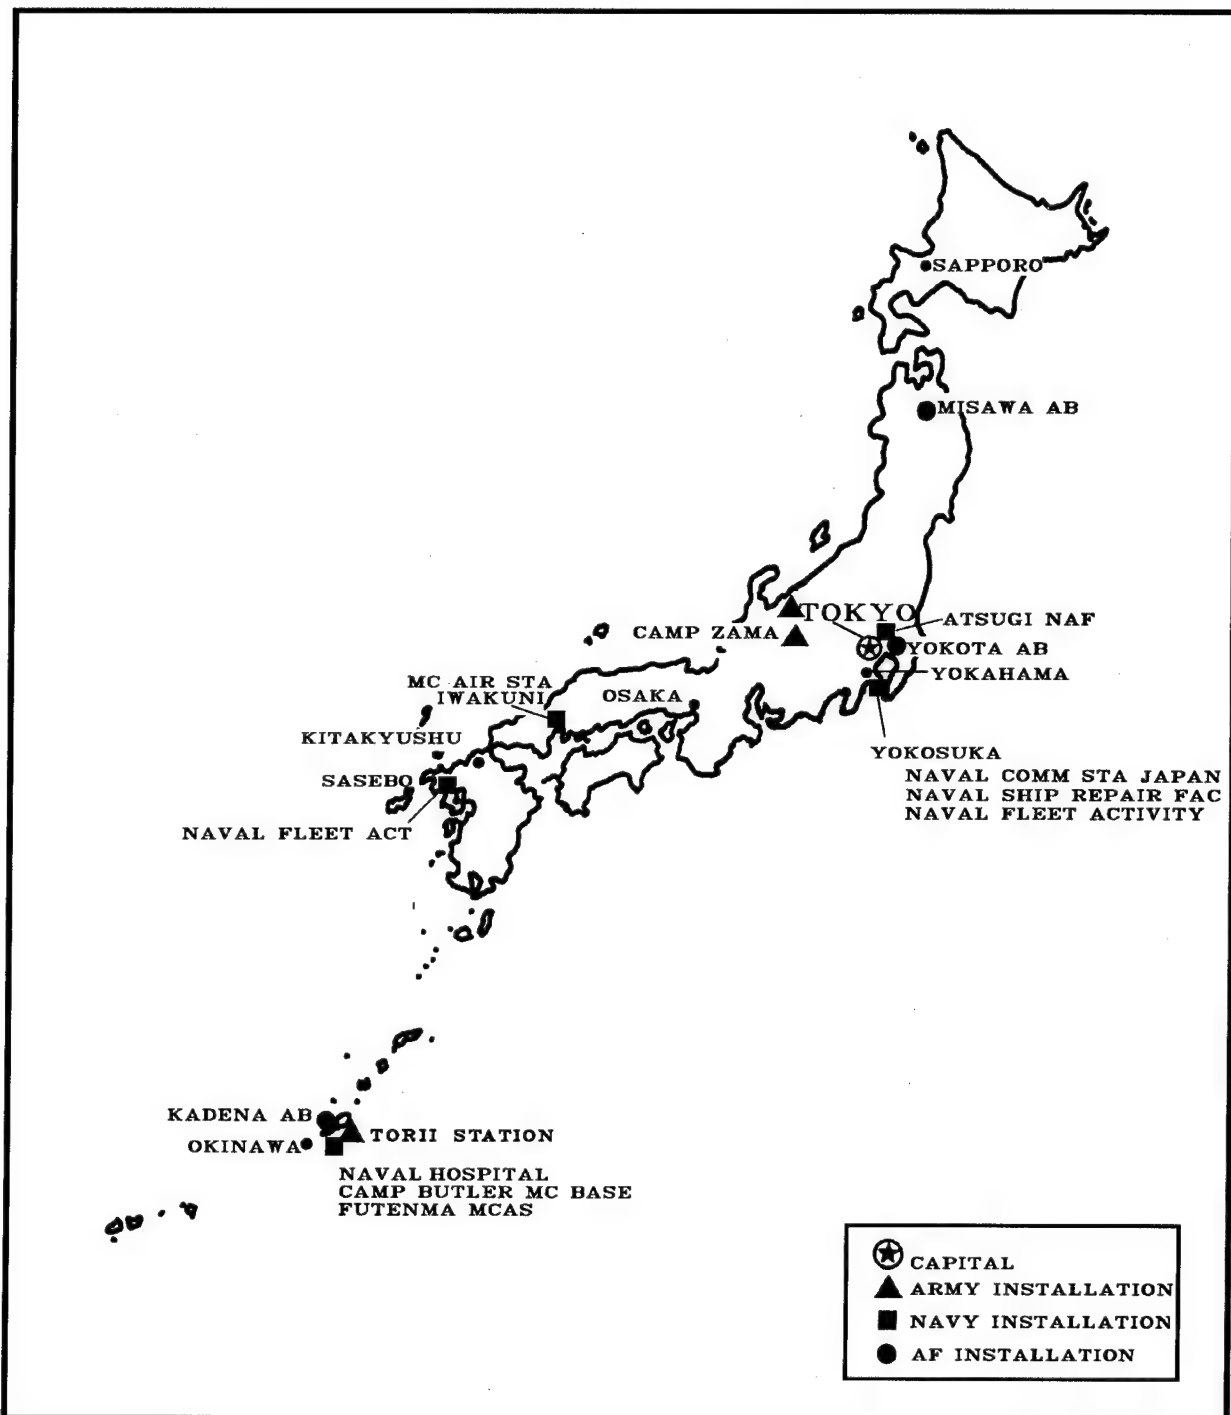 SAPPORO
MISAWA AB
TOKYO
ATSUGI NAF
CAMP ZAMA
YOKOTA AB
YOKAHAMA
MC AIR STA
IWAKUNI
OSAKA
KITAKYUSHU
YOKOSUKA
NAVAL COMM STA JAPAN
NAVAL SHIP REPAIR FAC
NAVAL FLEET ACTIVITY
SASEBO
NAVAL FLEET ACT
KADENA AB
TORII STATION
OKINAWA
NAVAL HOSPITAL
CAMP BUTLER MC BASE
FUTENMA MCAS
CAPITAL
ARMY INSTALLATION
NAVY INSTALLATION
AF INSTALLATION